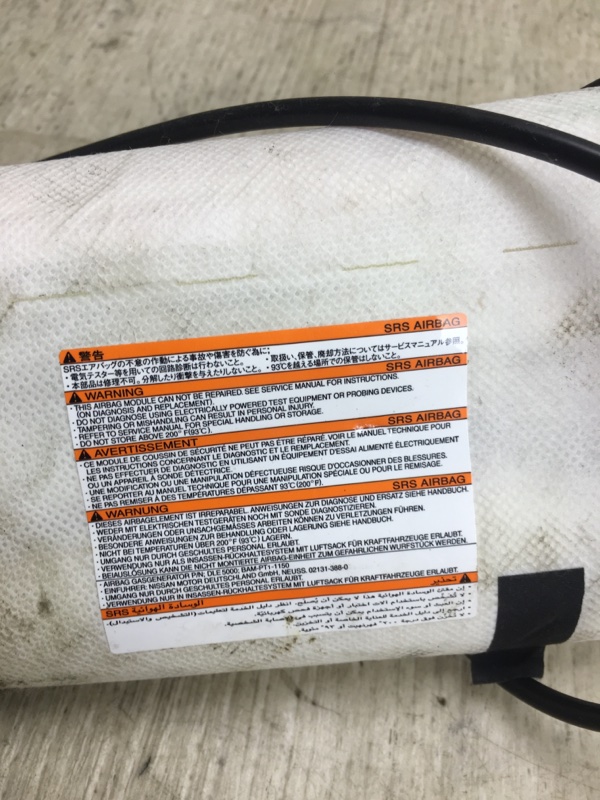 SRS AIRBAG
⚠ 警告
SRSエアバッグの不意の作動による事故や傷害を防ぐ為に:
・電気テスター等を用いての回路診断は行わないこと。 ・取扱い、保管、廃却方法についてはサービスマニュアル参照。
・本部品は修理不可。分解したり衝撃を与えたりしないこと。 ・93℃を越える場所での保管はしないこと。
⚠ WARNING SRS AIRBAG
・THIS AIRBAG MODULE CAN NOT BE REPAIRED. SEE SERVICE MANUAL FOR INSTRUCTIONS.
(ON DIAGNOSIS AND REPLACEMENT).
・DO NOT DIAGNOSE USING ELECTRICALLY POWERED TEST EQUIPMENT OR PROBING DEVICES.
・TAMPERING OR MISHANDLING CAN RESULT IN PERSONAL INJURY.
・REFER TO SERVICE MANUAL FOR SPECIAL HANDLING OR STORAGE.
・DO NOT STORE ABOVE 200°F(93℃)
⚠ AVERTISSEMENT SRS AIRBAG
・CE MODULE DE COUSSIN DE SÉCURITÉ NE PEUT PAS ÊTRE RÉPARÉ. VOIR LE MANUEL TECHNIQUE POUR
LES INSTRUCTIONS CONCERNANT LE DIAGNOSTIC ET LE REMPLACEMENT.
・NE PAS EFFECTUER DE DIAGNOSTIC EN UTILISANT UN ÉQUIPEMENT D'ESSAI ALIMENTÉ ÉLECTRIQUEMENT
OU UN APPAREIL À SONDE DÉTECTRICE.
・UNE MODIFICATION OU UNE MANIPULATION DÉFECTUEUSE RISQUE D'OCCASIONNER DES BLESSURES.
・SE REPORTER AU MANUEL TECHNIQUE POUR UNE MANIPULATION SPÉCIALE OU POUR LE REMISAGE.
・NE PAS REMISER À DES TEMPÉRATURES DÉPASSANT 93℃(200°F).
⚠ WARNUNG SRS AIRBAG
・DIESES AIRBAGELEMENT IST IRREPARABEL. ANWEISUNGEN ZUR DIAGNOSE UND ERSATZ SIEHE HANDBUCH.
・WEDER MIT ELEKTRISCHEN TESTGERÄTEN NOCH MIT SONDE DIAGNOSTIZIEREN.
・VERÄNDERUNGEN ODER UNSACHGEMÄSSES ARBEITEN KÖNNEN ZU VERLETZUNGEN FÜHREN.
・BESONDERE ANWEISUNGEN ZUR BEHANDLUNG ODER LAGERUNG SIEHE HANDBUCH.
・NICHT BEI TEMPERATUREN ÜBER 200°F (93℃) LAGERN.
・UMGANG NUR DURCH GESCHULTES PERSONAL ERLAUBT.
・VERWENDUNG NUR ALS INSASSEN-RÜCKHALTESYSTEM MIT LUFTSACK FÜR KRAFTFAHRZEUGE ERLAUBT.
・BEI AUSLÖSUNG KANN DIE NICHT MONTIERTE AIRBAG-EINHEIT ZUM GEFÄHRLICHEN WURFSTÜCK WERDEN.
・AIRBAG GASGENERATOR P/N, DLE 5000. BAM-PT1-1150
・EINFÜHRER: NISSAN MOTOR DEUTSCHLAND GmbH. NEUSS. 02131-388-0
・UMGANG NUR DURCH GESCHULTES PERSONAL ERLAUBT.
・VERWENDUNG NUR IN INSASSEN-RÜCKHALTESYSTEM MIT LUFTSACK FÜR KRAFTFAHRZEUGE ERLAUBT.
⚠ تحذير
SRS الوسادة الهوائية